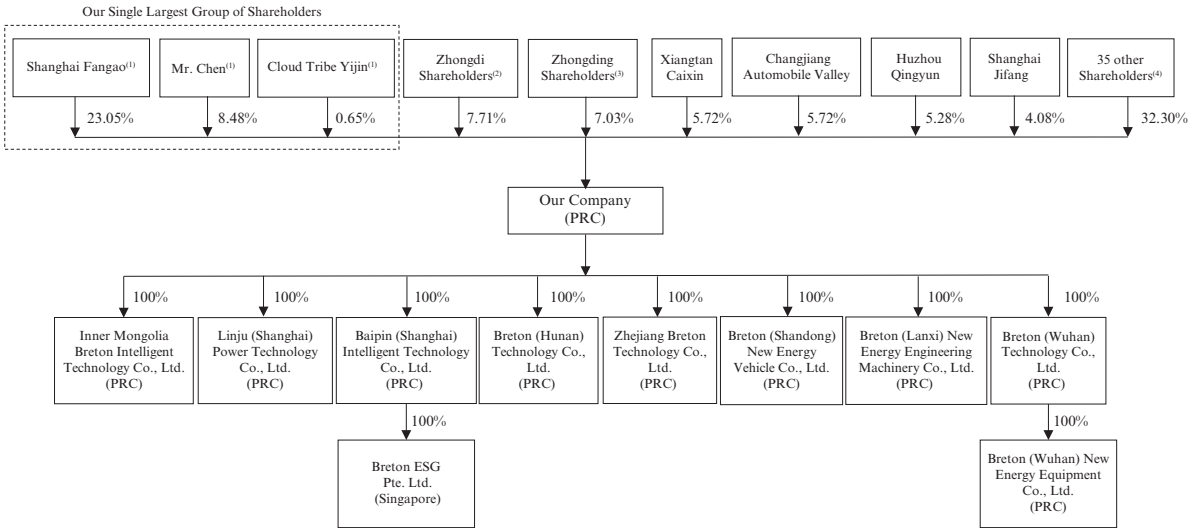 Our Single Largest Group of Shareholders
Shanghai Fangao(1)
Mr. Chen(1)
Cloud Tribe Yijin(1)
Zhongdi
Shareholders(2)
Zhongding
Shareholders(3)
Xiangtan
Caixin
Changjiang
Automobile Valley
Huzhou
Qingyun
Shanghai
Jifang
35 other
Shareholders(4)
23.05%
8.48%
0.65%
7.71%
7.03%
5.72%
5.72%
5.28%
4.08%
32.30%
Our Company
(PRC)
100%
100%
100%
100%
100%
100%
100%
100%
Inner Mongolia
Breton Intelligent
Technology Co., Ltd.
(PRC)
Linju (Shanghai)
Power Technology
Co., Ltd.
(PRC)
Baipin (Shanghai)
Intelligent Technology
Co., Ltd.
(PRC)
Breton (Hunan)
Technology Co.,
Ltd.
(PRC)
Zhejiang Breton
Technology Co.,
Ltd.
(PRC)
Breton (Shandong)
New Energy
Vehicle Co., Ltd.
(PRC)
Breton (Lanxi) New
Energy Engineering
Machinery Co., Ltd.
(PRC)
Breton (Wuhan)
Technology Co.,
Ltd.
(PRC)
100%
100%
Breton ESG
Pte. Ltd.
(Singapore)
Breton (Wuhan) New
Energy Equipment
Co., Ltd.
(PRC)